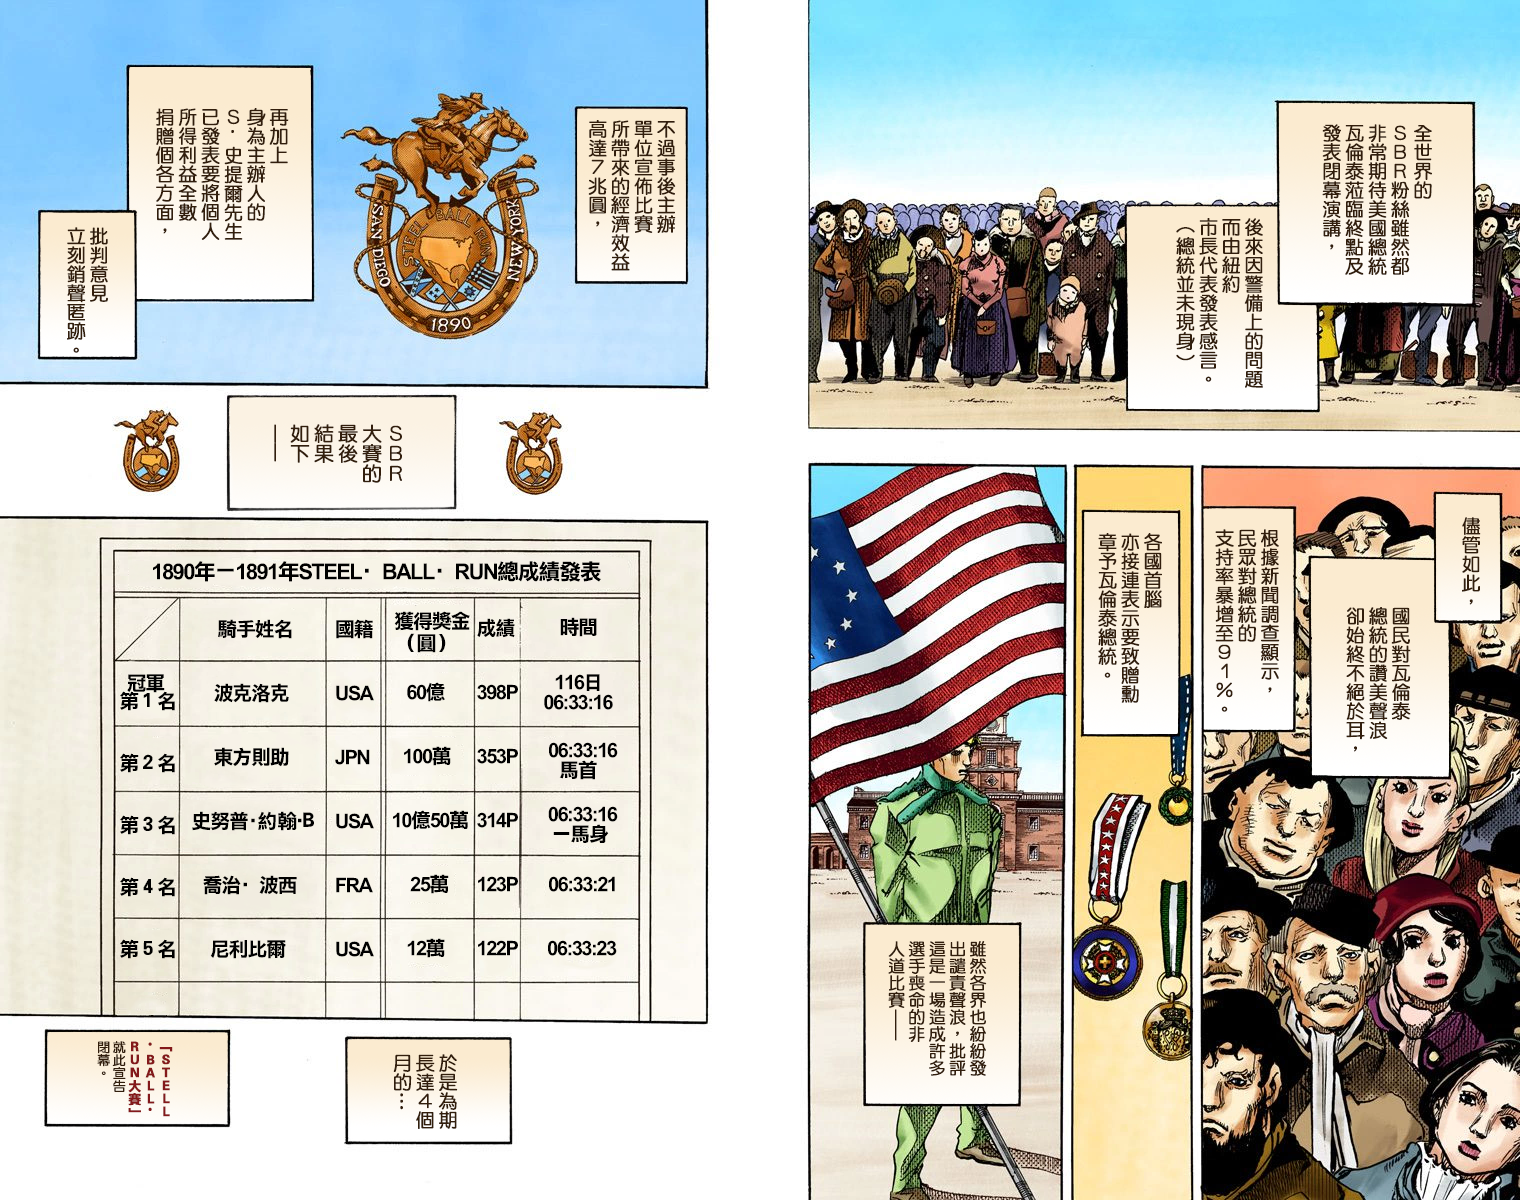 全世界的
SBR粉絲雖然都
非常期待美國總統
瓦倫泰蒞臨終點及
發表閉幕演講，
後來因警備上的問題
而由紐約
市長代表發表感言。
（總統並未現身）
儘管如此，
國民對瓦倫泰
總統的讚美聲浪
卻始終不絕於耳，
根據新聞調查顯示，
民眾對總統的
支持率暴增至91%。
各國首腦
亦接連表示要致贈勳
章予瓦倫泰總統。
雖然各界也紛紛發
出譴責聲浪，批評
這是一場造成許多
選手喪命的非
人道比賽——
不過事後主辦
單位宣佈比賽
所帶來的經濟效益
高達7兆圓，
STEEL BALL RUN
SAN DIEGO
NEW YORK
1890
再加上
身為主辦人的
S·史提爾先生
已發表要將個人
所得利益全數
捐贈個各方面，
批判意見
立刻銷聲匿跡。
SBR
大賽的
最後
結果
如下
——
1890年－1891年STEEL· BALL· RUN總成績發表
騎手姓名 國籍 獲得獎金（圓） 成績 時間
冠軍 第1名 波克洛克 USA 60億 398P 116日 06:33:16
第2名 東方則助 JPN 100萬 353P 06:33:16 馬首
第3名 史努普·約翰·B USA 10億50萬 314P 06:33:16 一馬身
第4名 喬治· 波西 FRA 25萬 123P 06:33:21
第5名 尼利比爾 USA 12萬 122P 06:33:23
於是為期
長達4個
月的…
「STELL
·BALL·
RUN大賽」
就此宣告
閉幕。